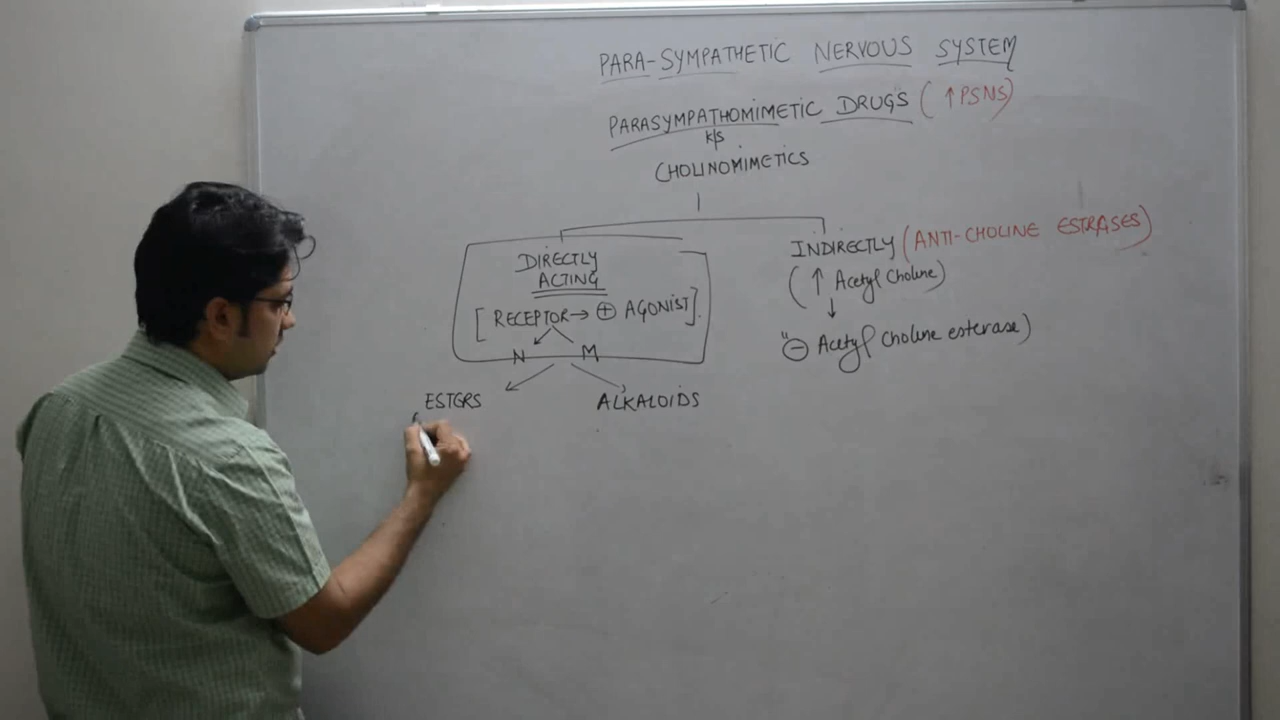 PARA-SYMPATHETIC NERVOUS SYSTEM
PARASYMPATHOMIMETIC DRUGS (↑PSNS)
K/S
CHOLINOMIMETICS
DIRECTLY
ACTING
[RECEPTOR→ ⊕ AGONIST].
N M
ESTERS ALKALOIDS
INDIRECTLY (ANTI-CHOLINE ESTRASES)
(↑ Acetyl Choline)
↓
"⊖ Acetyl Choline esterase)